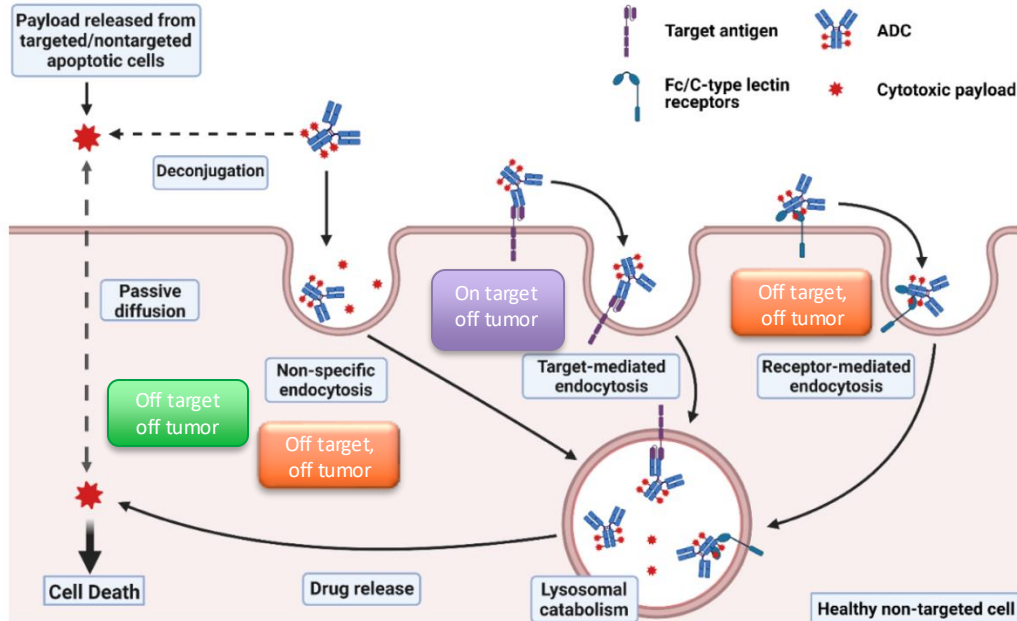 Payload released from
targeted/nontargeted
apoptotic cells
Target antigen
ADC
Fc/C-type lectin
receptors
Cytotoxic payload
Deconjugation
Passive
diffusion
On target
off tumor
Off target,
off tumor
Non-specific
endocytosis
Target-mediated
endocytosis
Receptor-mediated
endocytosis
Off target
off tumor
Off target,
off tumor
Cell Death
Drug release
Lysosomal
catabolism
Healthy non-targeted cell